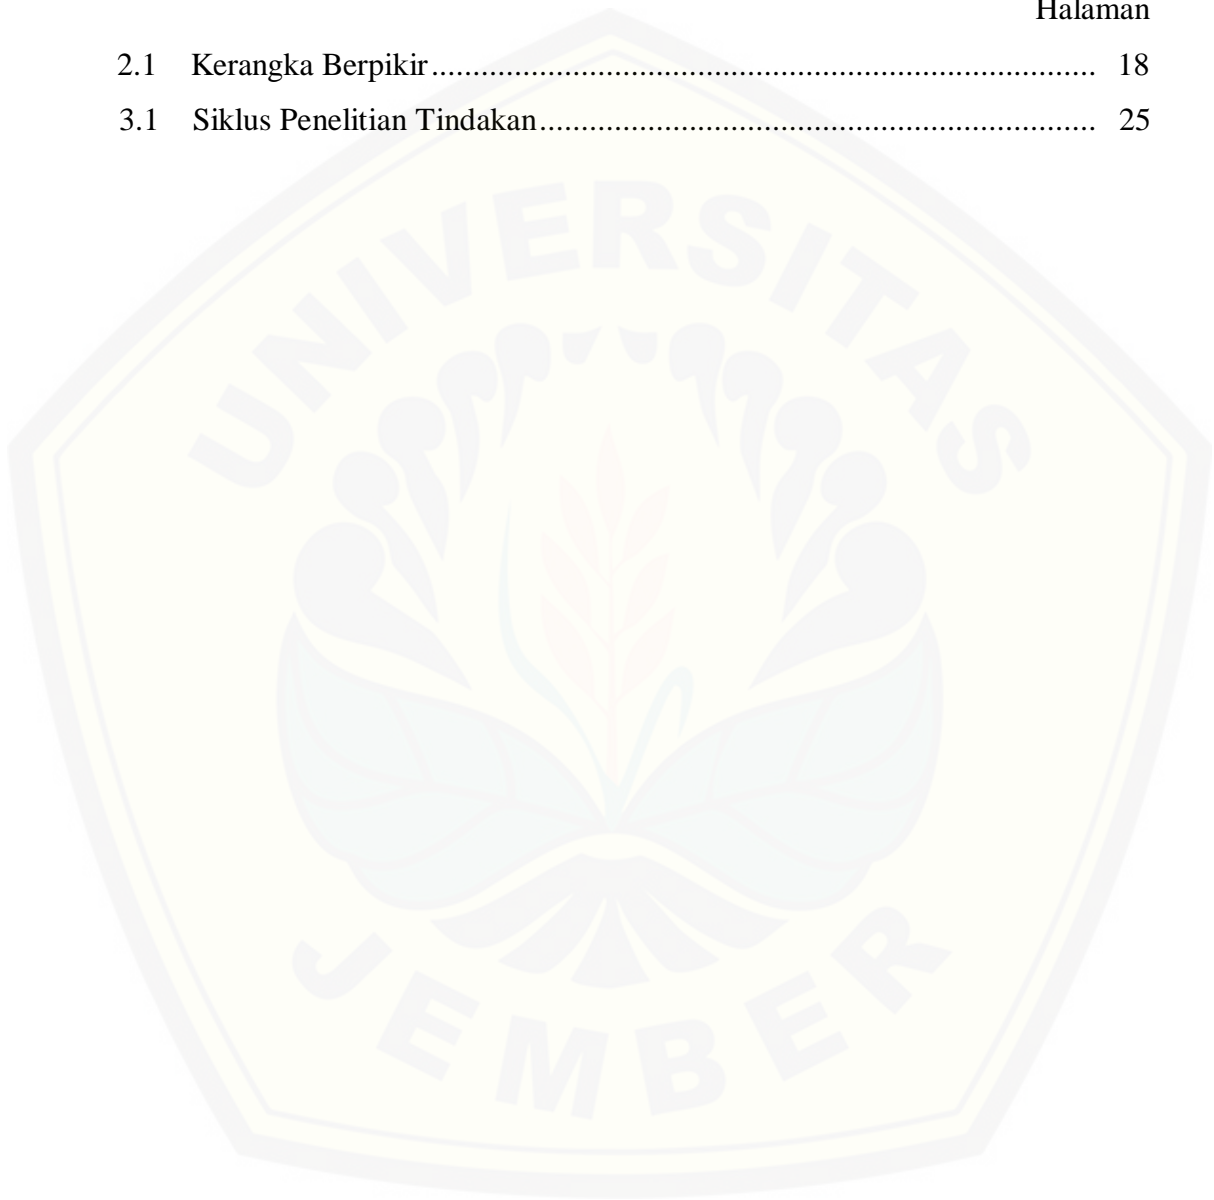 Halaman
2.1 Kerangka Berpikir........................................................................ 18
3.1 Siklus Penelitian Tindakan............................................................ 25
UNIVERSITAS
JEMBER